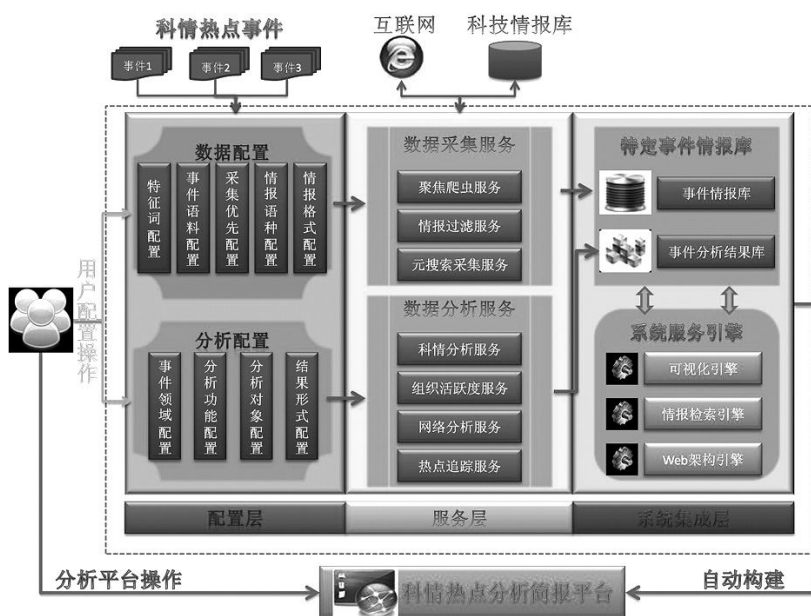 科情热点事件
互联网
科技情报库
事件1
事件2
事件3
数据配置
特征词配置
事件语料配置
采集优先配置
情报语种配置
情报格式配置
分析配置
事件领域配置
分析功能配置
分析对象配置
结果形式配置
用户配置操作
数据采集服务
聚焦爬虫服务
情报过滤服务
元搜索采集服务
数据分析服务
科情分析服务
组织活跃度服务
网络分析服务
热点追踪服务
特定事件情报库
事件情报库
事件分析结果库
系统服务引擎
可视化引擎
情报检索引擎
Web架构引擎
配置层
服务层
系统集成层
分析平台操作
科情热点分析简报平台
自动构建